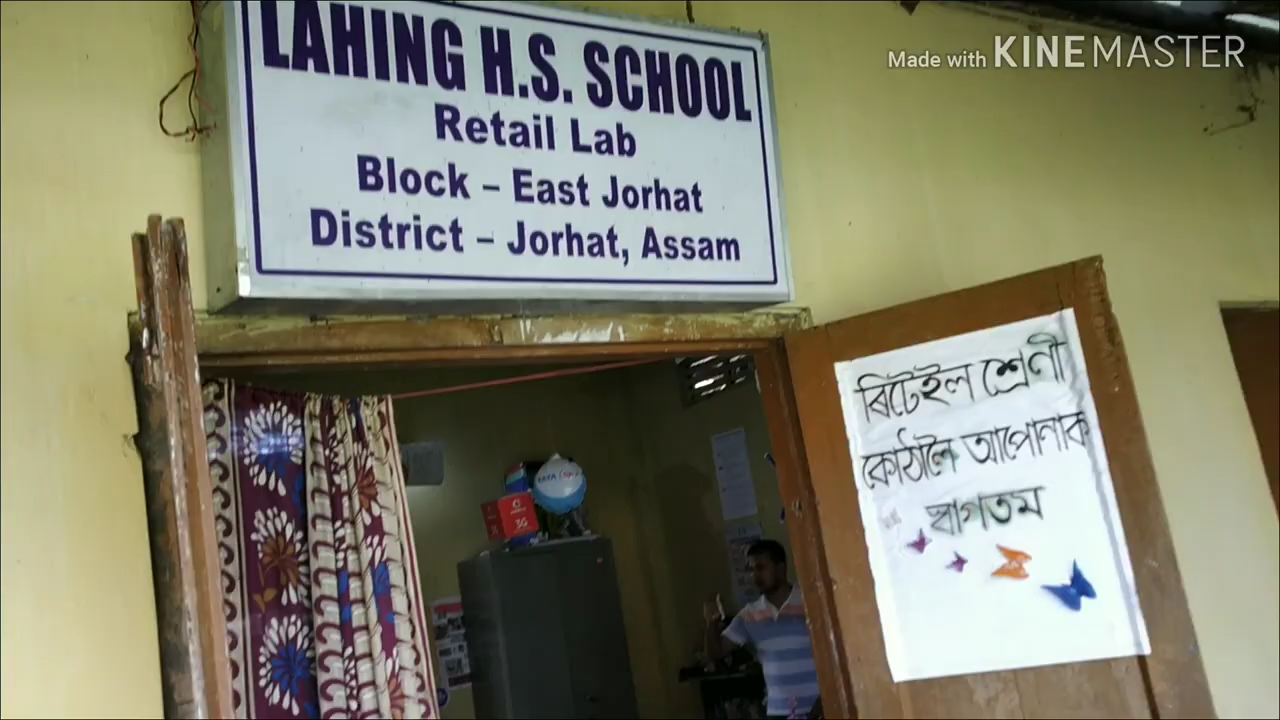 LAHING H.S. SCHOOL
Retail Lab
Block – East Jorhat
District – Jorhat, Assam
Made with KINEMASTER
ৰিটেইল শ্ৰেণী
কোঠালৈ আপোনাক
স্বাগতম